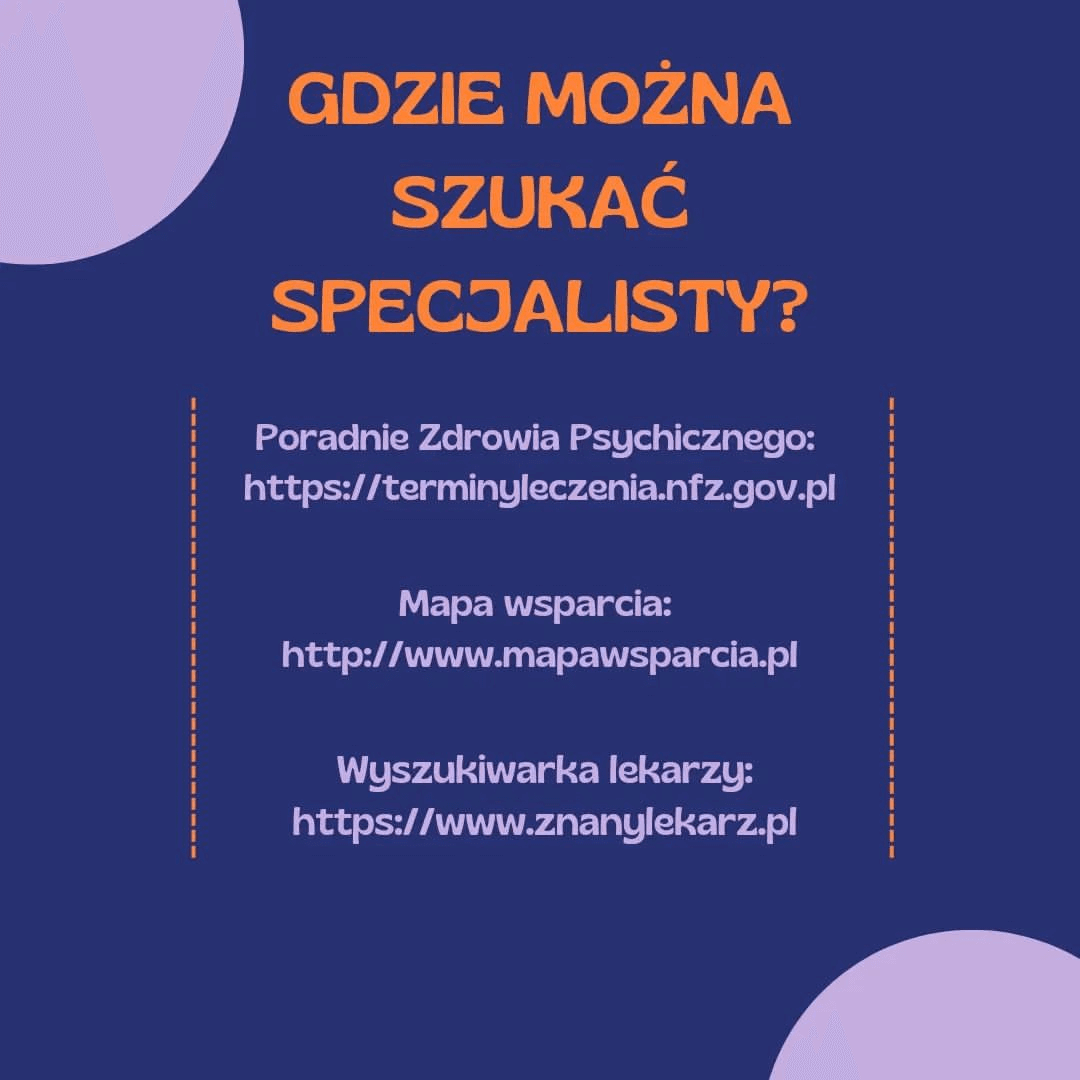 GDZIE MOŻNA
SZUKAĆ
SPECJALISTY?
Poradnie Zdrowia Psychicznego:
https://terminyleczenia.nfz.gov.pl
Mapa wsparcia:
http://www.mapawsparcia.pl
Wyszukiwarka lekarzy:
https://www.znanylekarz.pl